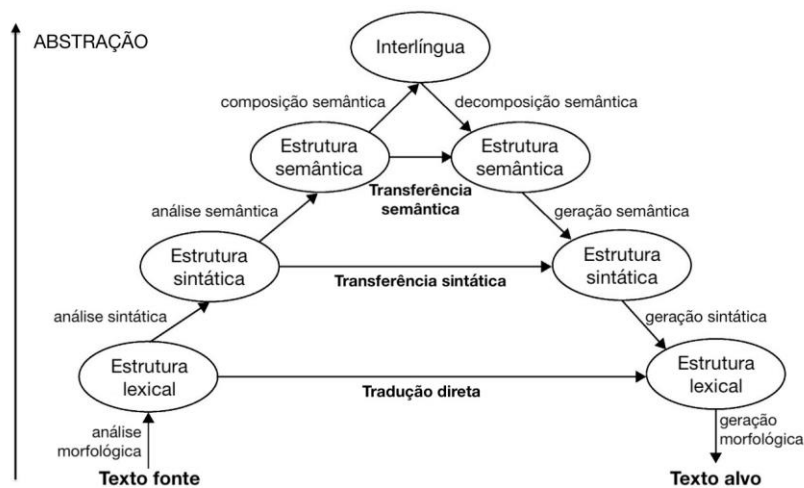 ABSTRAÇÃO
Interlíngua
composição semântica
decomposição semântica
Estrutura
semântica
Estrutura
semântica
Transferência
semântica
análise semântica
geração semântica
Estrutura
sintática
Estrutura
sintática
Transferência sintática
análise sintática
geração sintática
Estrutura
lexical
Estrutura
lexical
Tradução direta
análise
morfológica
geração
morfológica
Texto fonte
Texto alvo